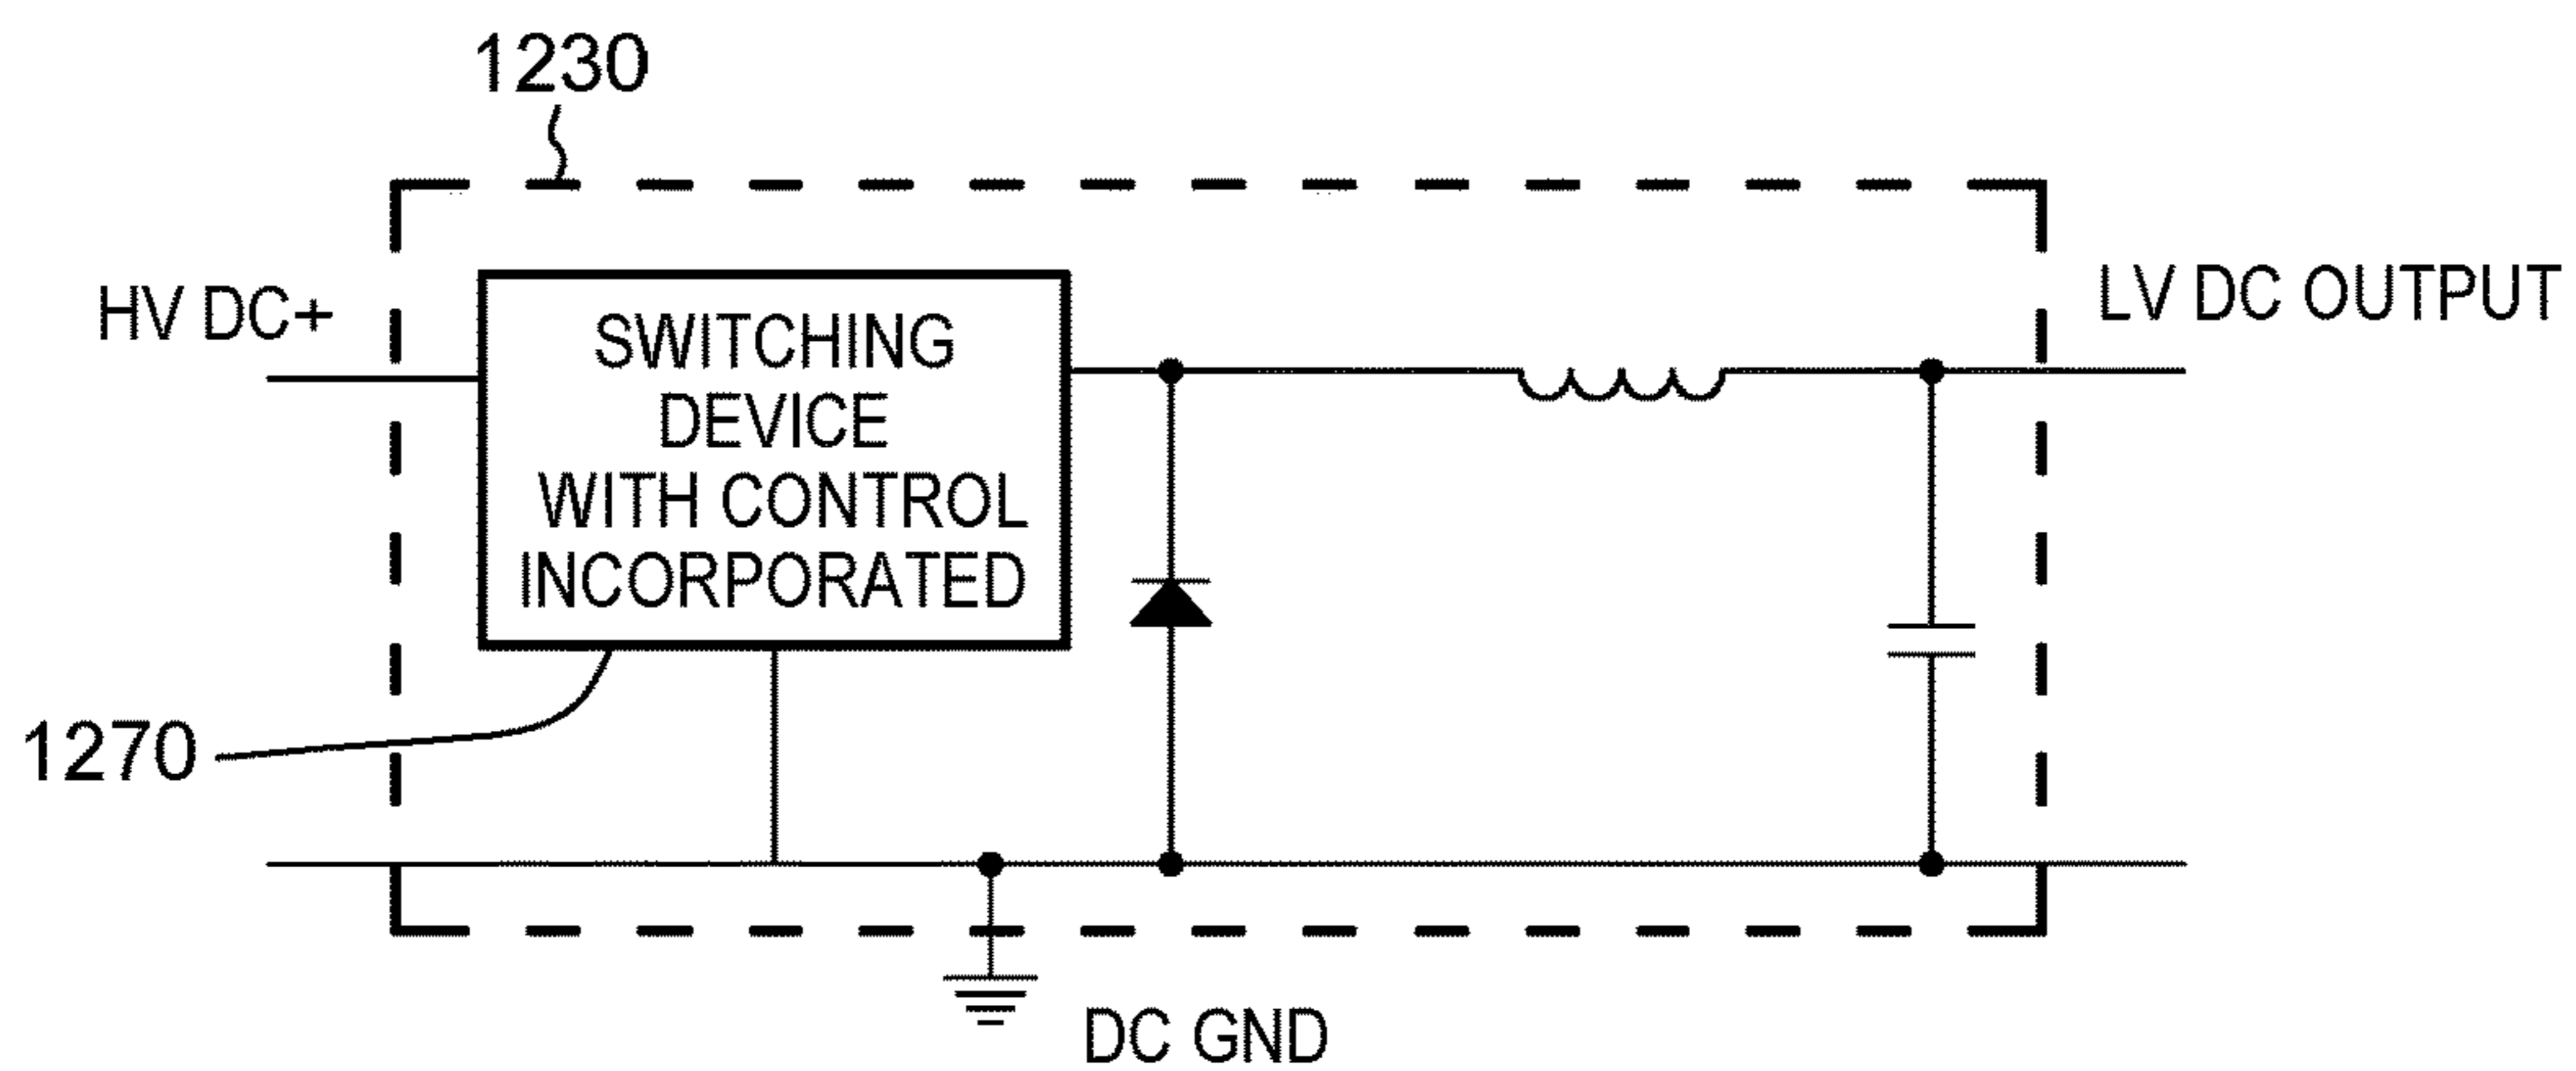 1230
HV DC+
LV DC OUTPUT
SWITCHING
DEVICE
WITH CONTROL
INCORPORATED
1270
DC GND